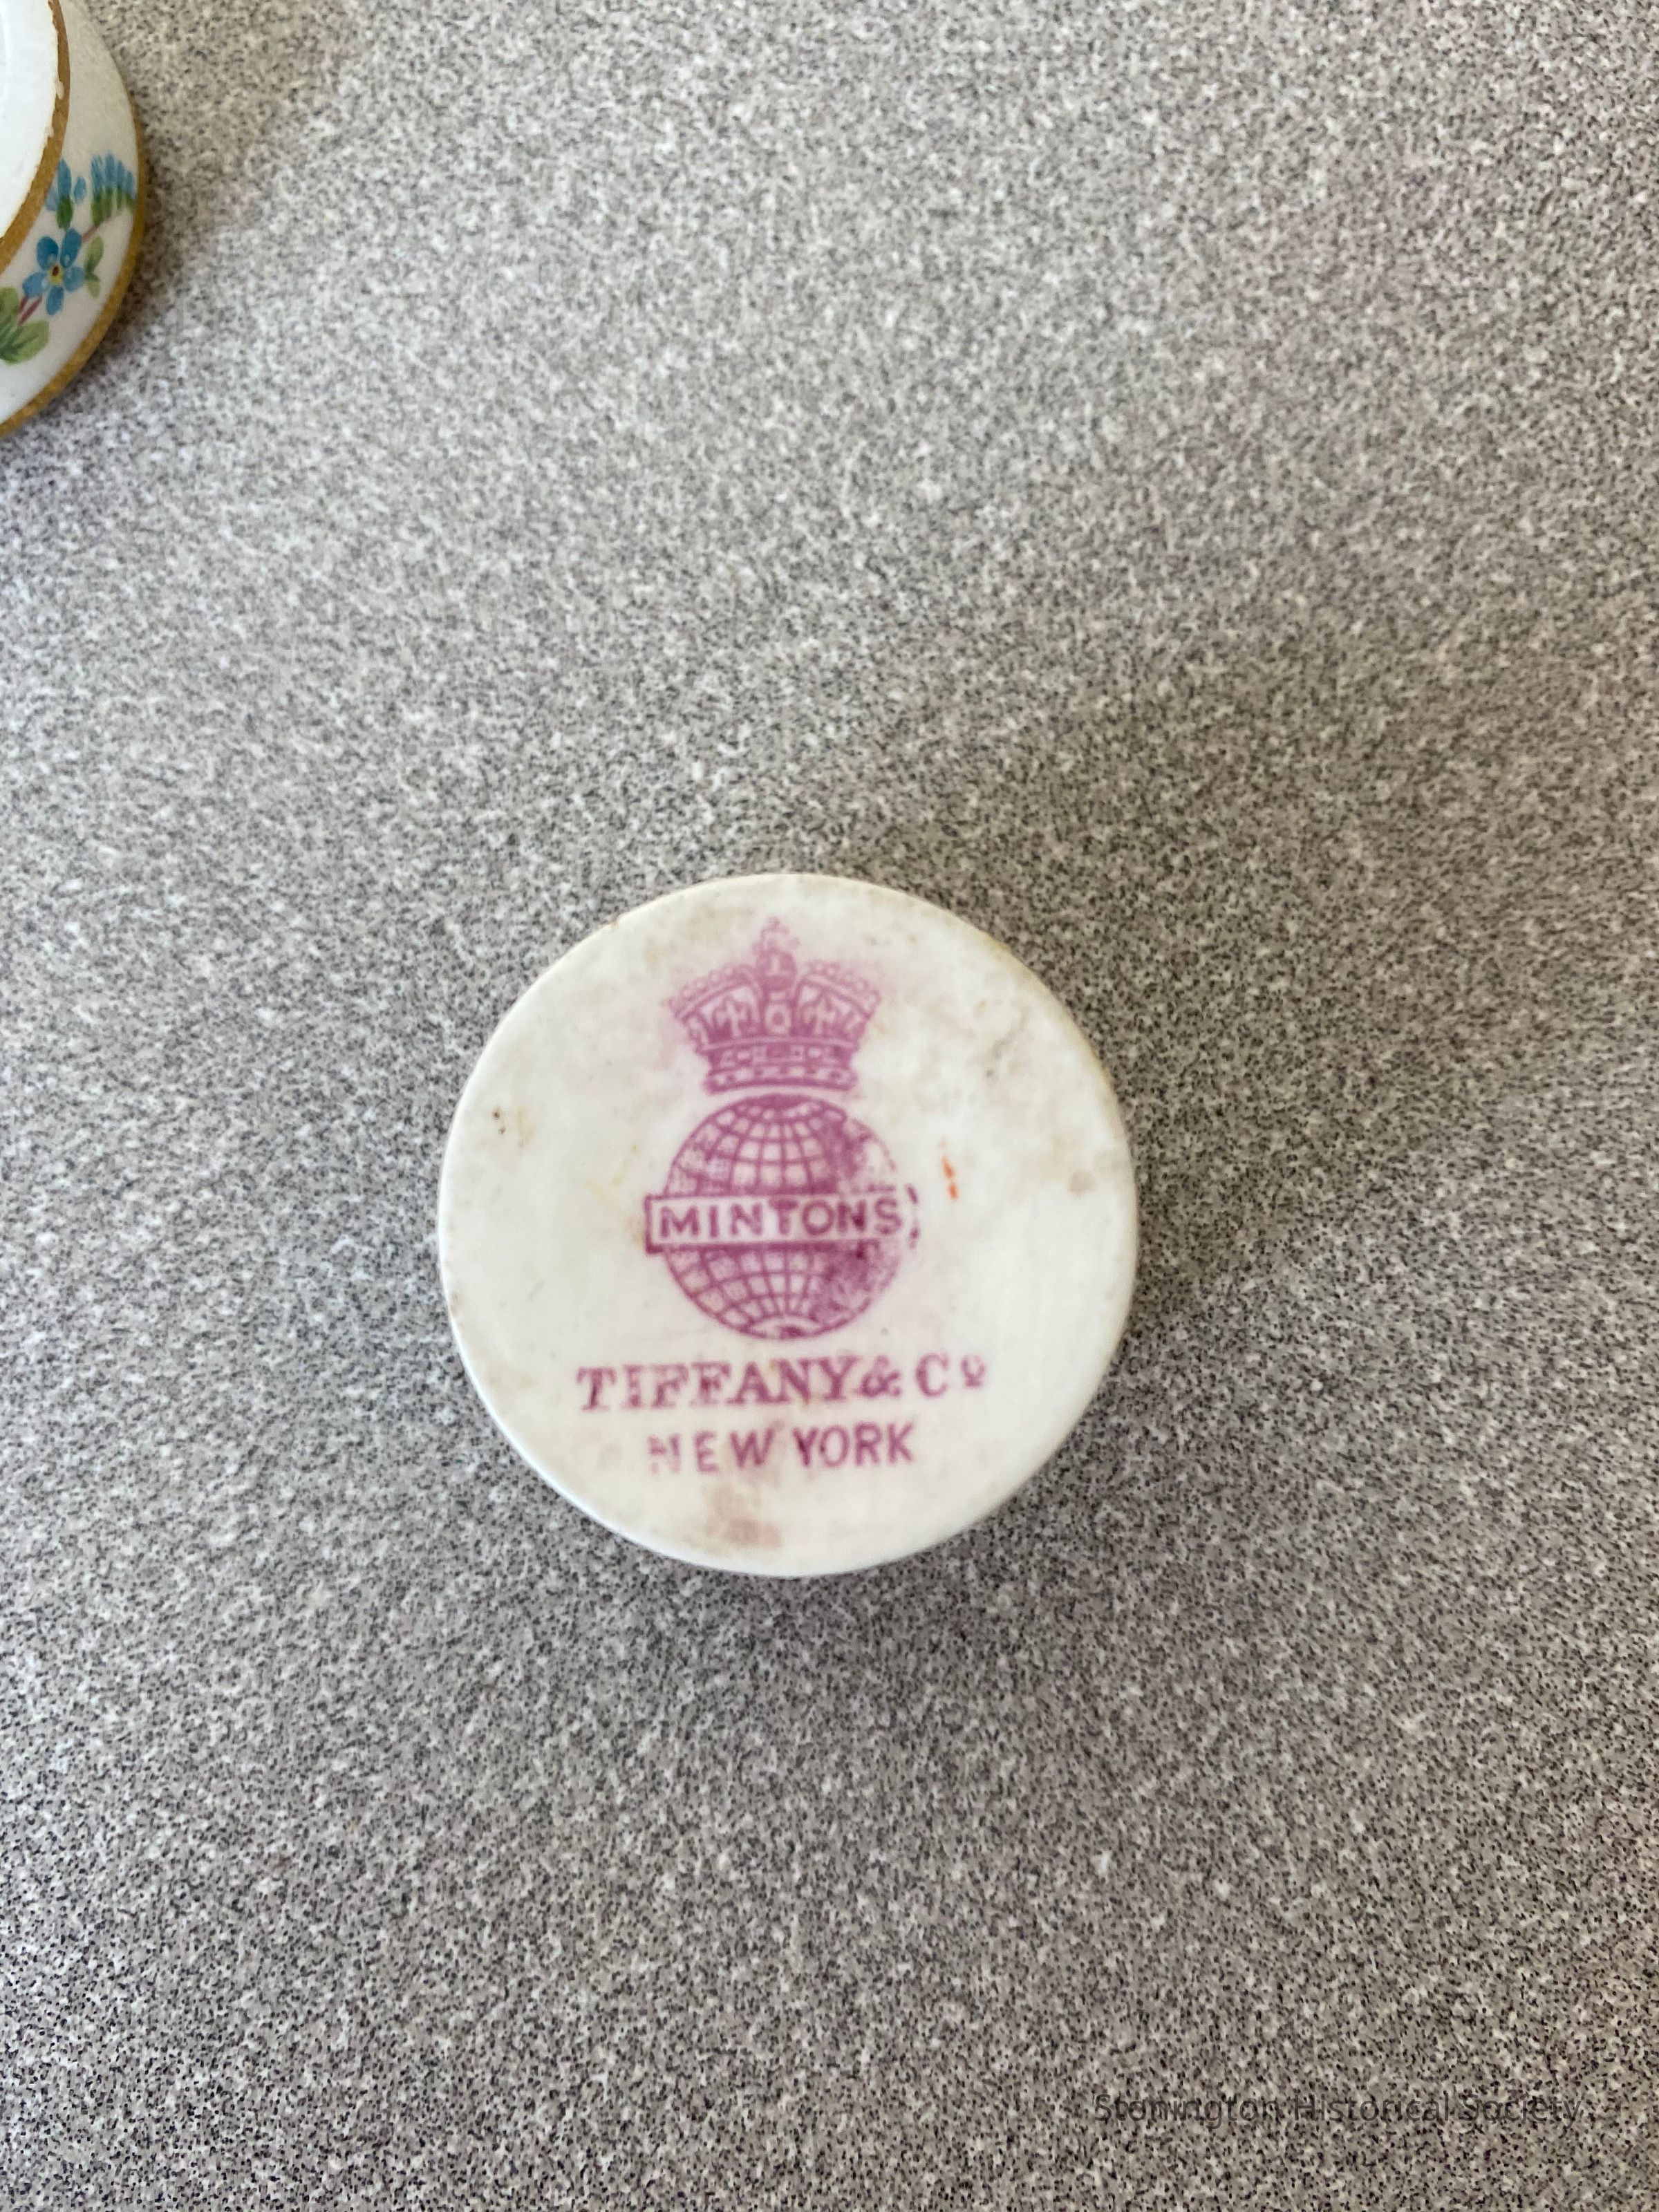 MINTONS
TIFFANY & Cº
NEW YORK
Stonington Historical Society